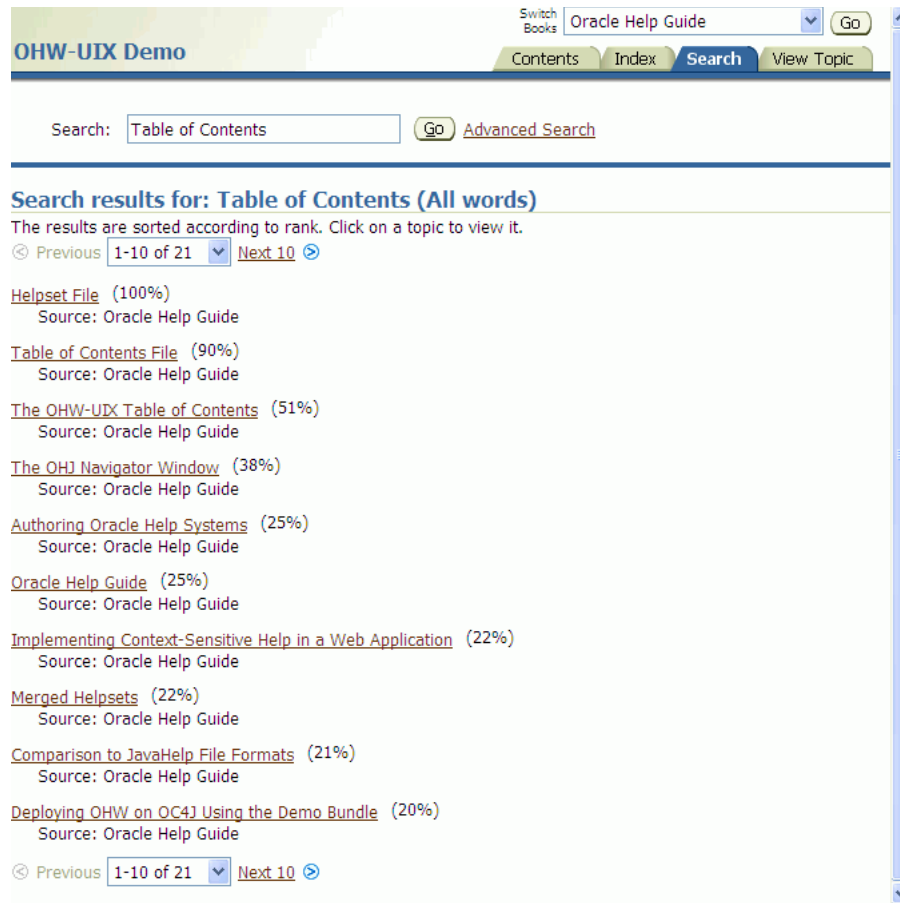 Switch Books Oracle Help Guide Go
OHW-UIX Demo
Contents Index Search View Topic
Search: Table of Contents Go Advanced Search
Search results for: Table of Contents (All words)
The results are sorted according to rank. Click on a topic to view it.
Previous 1-10 of 21 Next 10
Helpset File (100%)
Source: Oracle Help Guide
Table of Contents File (90%)
Source: Oracle Help Guide
The OHW-UIX Table of Contents (51%)
Source: Oracle Help Guide
The OHJ Navigator Window (38%)
Source: Oracle Help Guide
Authoring Oracle Help Systems (25%)
Source: Oracle Help Guide
Oracle Help Guide (25%)
Source: Oracle Help Guide
Implementing Context-Sensitive Help in a Web Application (22%)
Source: Oracle Help Guide
Merged Helpsets (22%)
Source: Oracle Help Guide
Comparison to JavaHelp File Formats (21%)
Source: Oracle Help Guide
Deploying OHW on OC4J Using the Demo Bundle (20%)
Source: Oracle Help Guide
Previous 1-10 of 21 Next 10